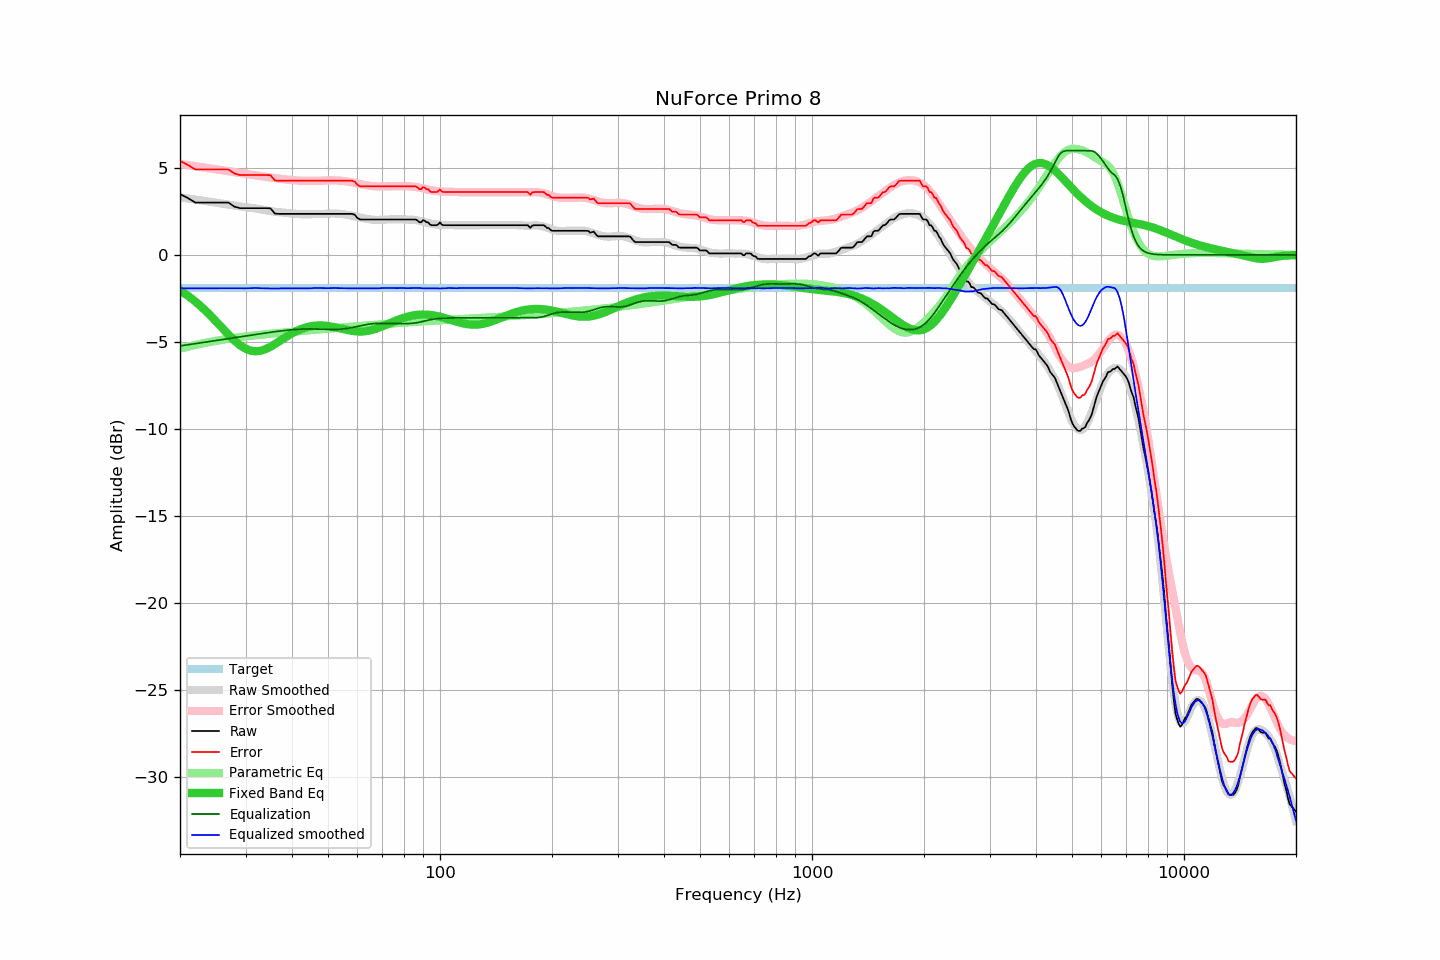 NuForce Primo 8
Amplitude (dBr)
5
0
−5
−10
−15
−20
−25
−30
Target
Raw Smoothed
Error Smoothed
Raw
Error
Parametric Eq
Fixed Band Eq
Equalization
Equalized smoothed
100
1000
10000
Frequency (Hz)